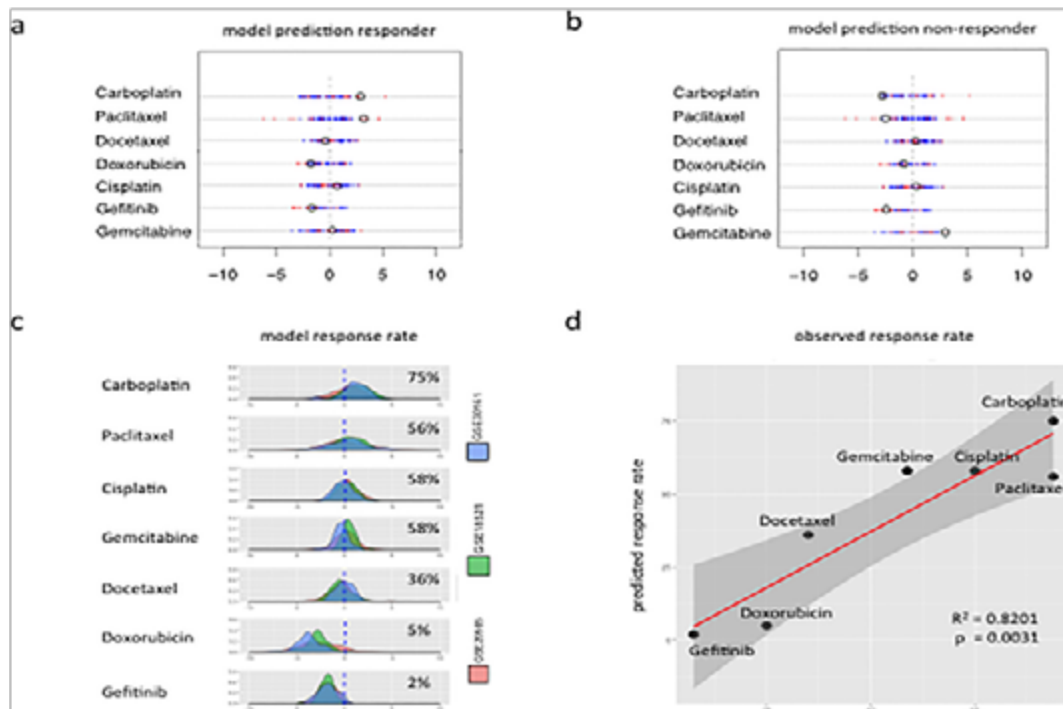 a
model prediction responder
Carboplatin
Paclitaxel
Docetaxel
Doxorubicin
Cisplatin
Gefitinib
Gemcitabine
−10 −5 0 5 10
b
model prediction non-responder
Carboplatin
Paclitaxel
Docetaxel
Doxorubicin
Cisplatin
Gefitinib
Gemcitabine
−10 −5 0 5 10
c
model response rate
Carboplatin 75%
Paclitaxel 56%
Cisplatin 58%
Gemcitabine 58%
Docetaxel 36%
Doxorubicin 5%
Gefitinib 2%
d
observed response rate
predicted response rate
Carboplatin
Gemcitabine
Cisplatin
Paclitaxe
Docetaxel
Doxorubicin
Gefitinib
R² = 0.8201
p = 0.0031